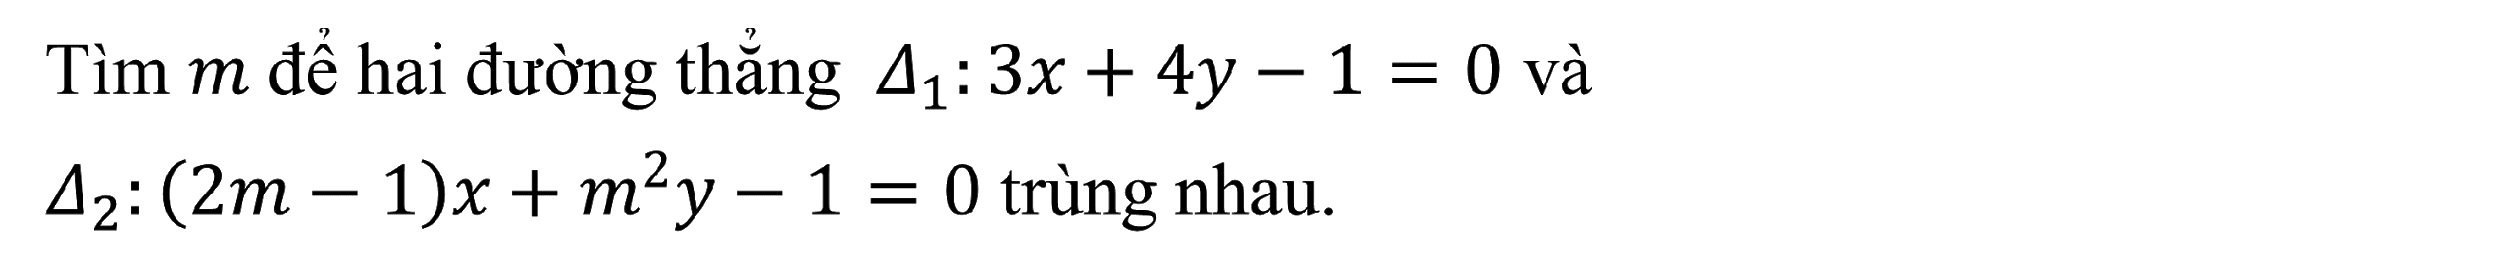 Tìm m để hai đường thẳng Δ₁: 3x + 4y − 1 = 0 và
Δ₂: (2m − 1)x + m²y − 1 = 0 trùng nhau.